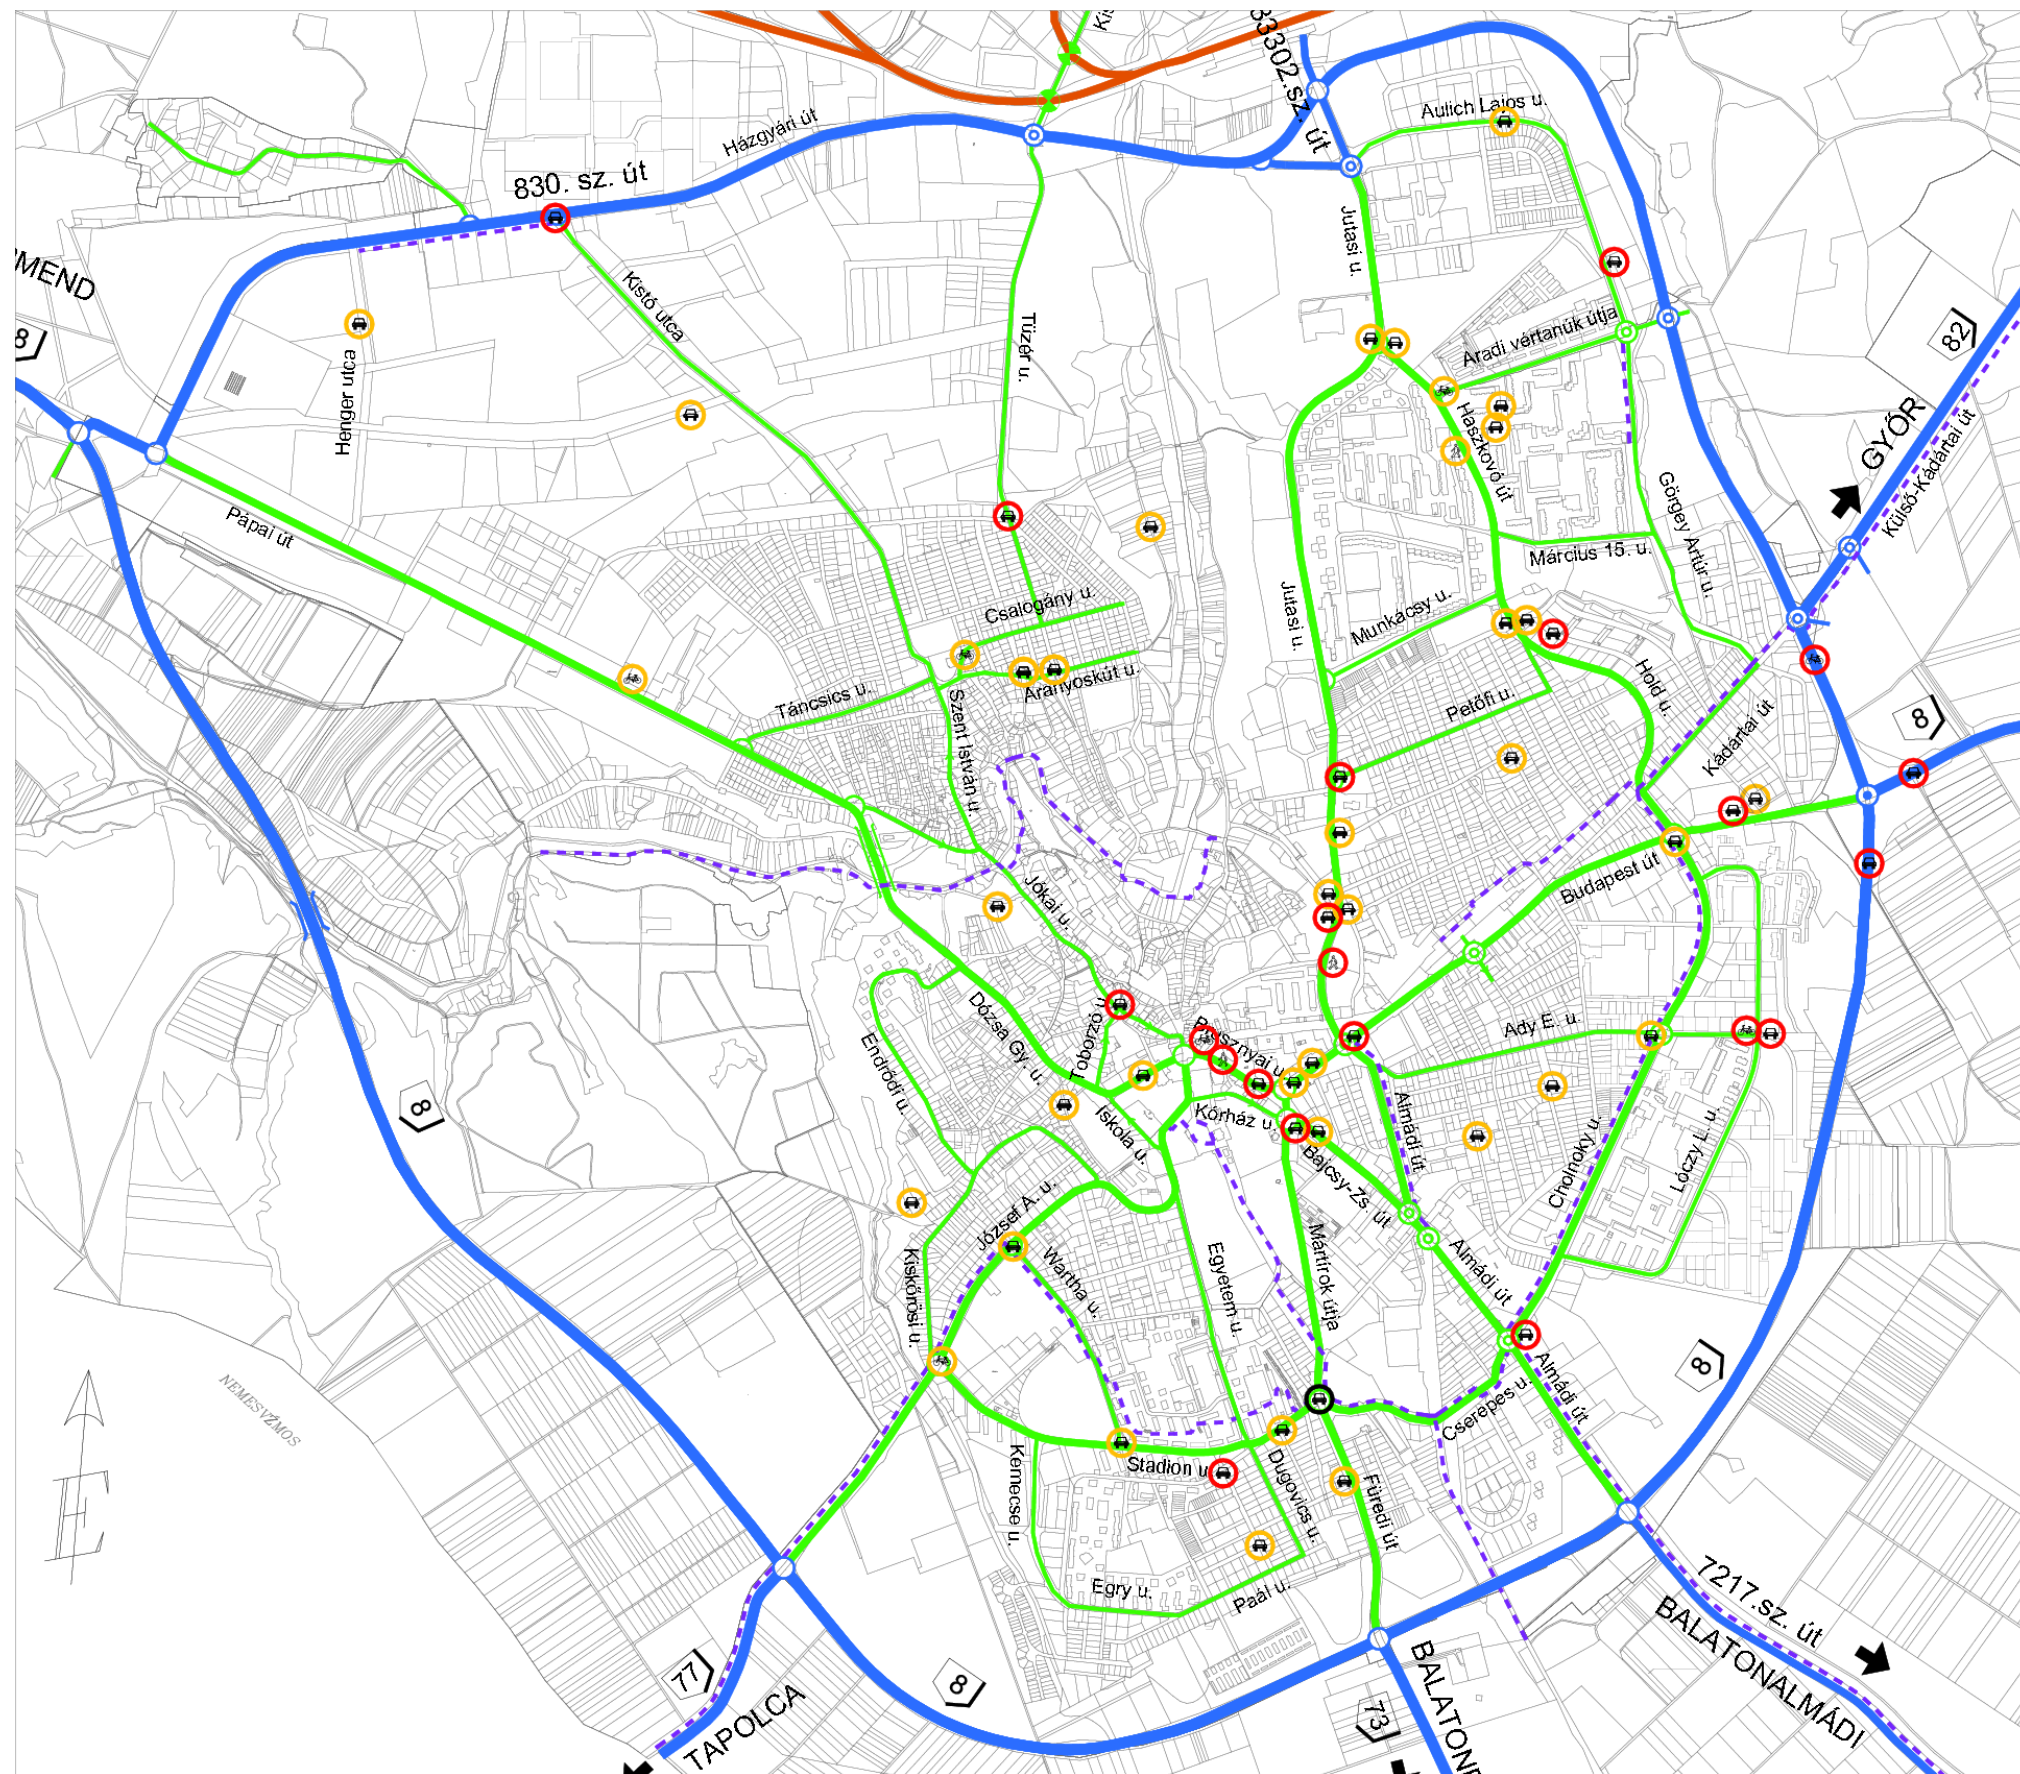 Kis
83302.sz. út
Aulich Lajos u.
Házgyári út
830. sz. út
Jutasi u.
MEND
8
Kistó utca
Tüzér u.
Aradi vértanúk útja
82
Henger utca
Haszkovó út
GYŐR
Külső-Kádártai út
Pápai út
Görgey Artúr u.
Március 15. u.
Csalogány u.
Jutasi u.
Munkácsy u.
Aranyoskút u.
Táncsics u.
Szent István u.
Hold u.
Petőfi u.
Kádártai út
8
Jókai u.
Budapest út
Dózsa Gy. u.
Toborzó u.
Endrődi u.
Brusznyai u.
Ady E. u.
8
Iskola u.
Kórház u.
Almádi út
Bajcsy-Zs. út
Cholnoky u.
Lóczy L. u.
József A. u.
Wartha u.
Kiskőrösi u.
Egyetem u.
Mártírok útja
Almádi út
8
Almádi út
Cserepes u.
NEMESVÁMOS
É
Kemecse u.
Stadion u.
Dugovics u.
Füredi út
Egry u.
Paál u.
7217.sz. út
BALATONALMÁDI
77
TAPOLCA
8
73
BALATONF